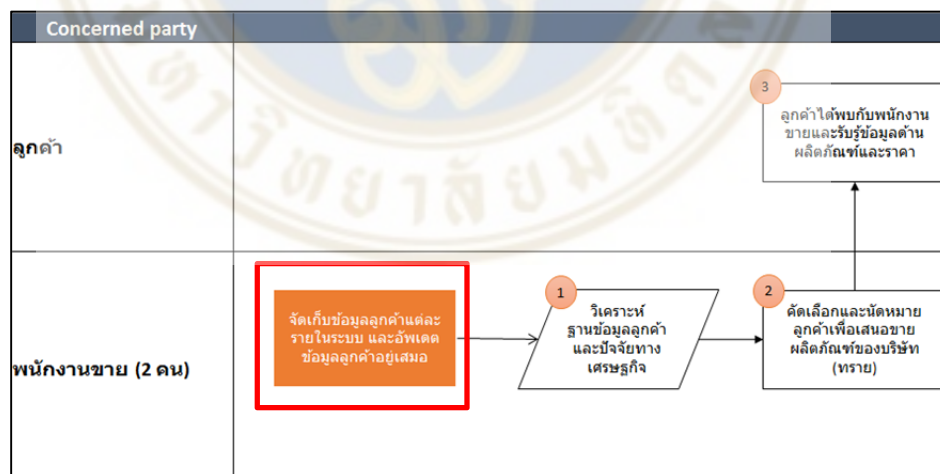 Concerned party
3
ลูกค้าได้พบกับพนักงาน
ขายและรับรู้ข้อมูลด้าน
ผลิตภัณฑ์และราคา
ลูกค้า
วิทยาลัยมหิดล
จัดเก็บข้อมูลลูกค้าแต่ละ
รายในระบบ และอัพเดต
ข้อมูลลูกค้าอยู่เสมอ
1
วิเคราะห์
ฐานข้อมูลลูกค้า
และปัจจัยทาง
เศรษฐกิจ
2
คัดเลือกและนัดหมาย
ลูกค้าเพื่อเสนอขาย
ผลิตภัณฑ์ของบริษัท
(ทราย)
พนักงานขาย (2 คน)